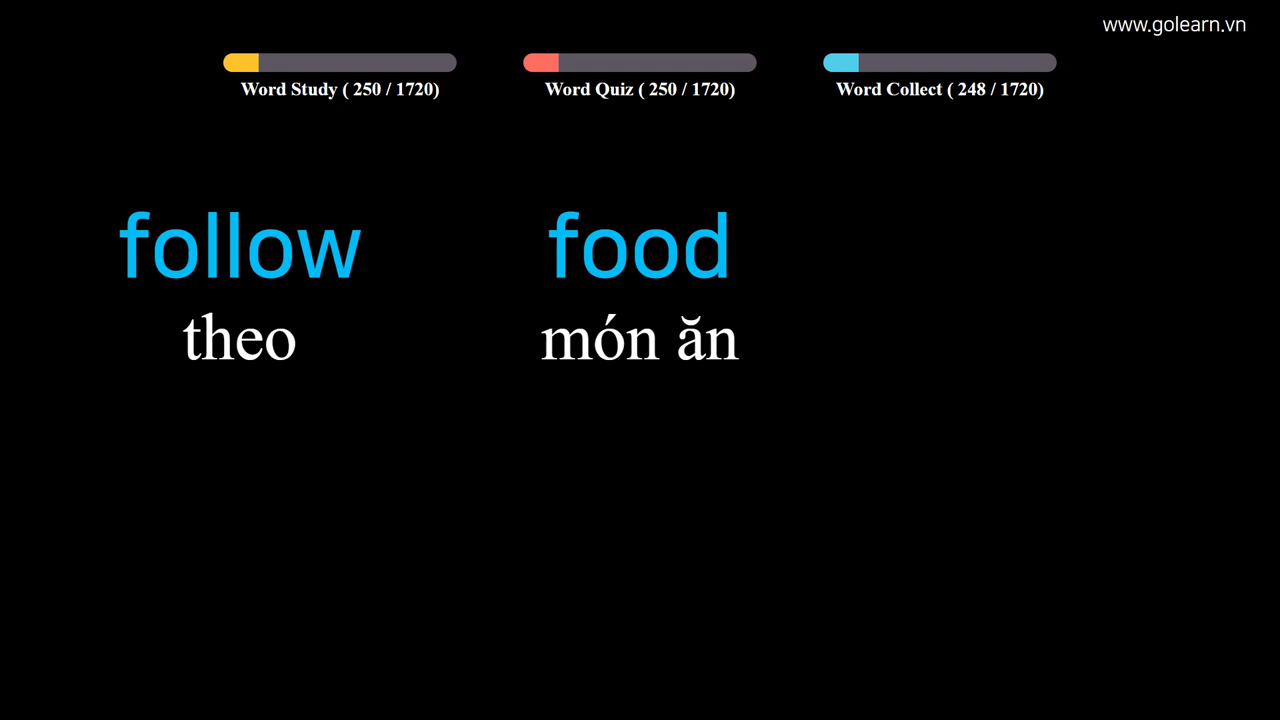 www.golearn.vn
Word Study ( 250 / 1720)
Word Quiz ( 250 / 1720)
Word Collect ( 248 / 1720)
follow
theo
food
món ăn